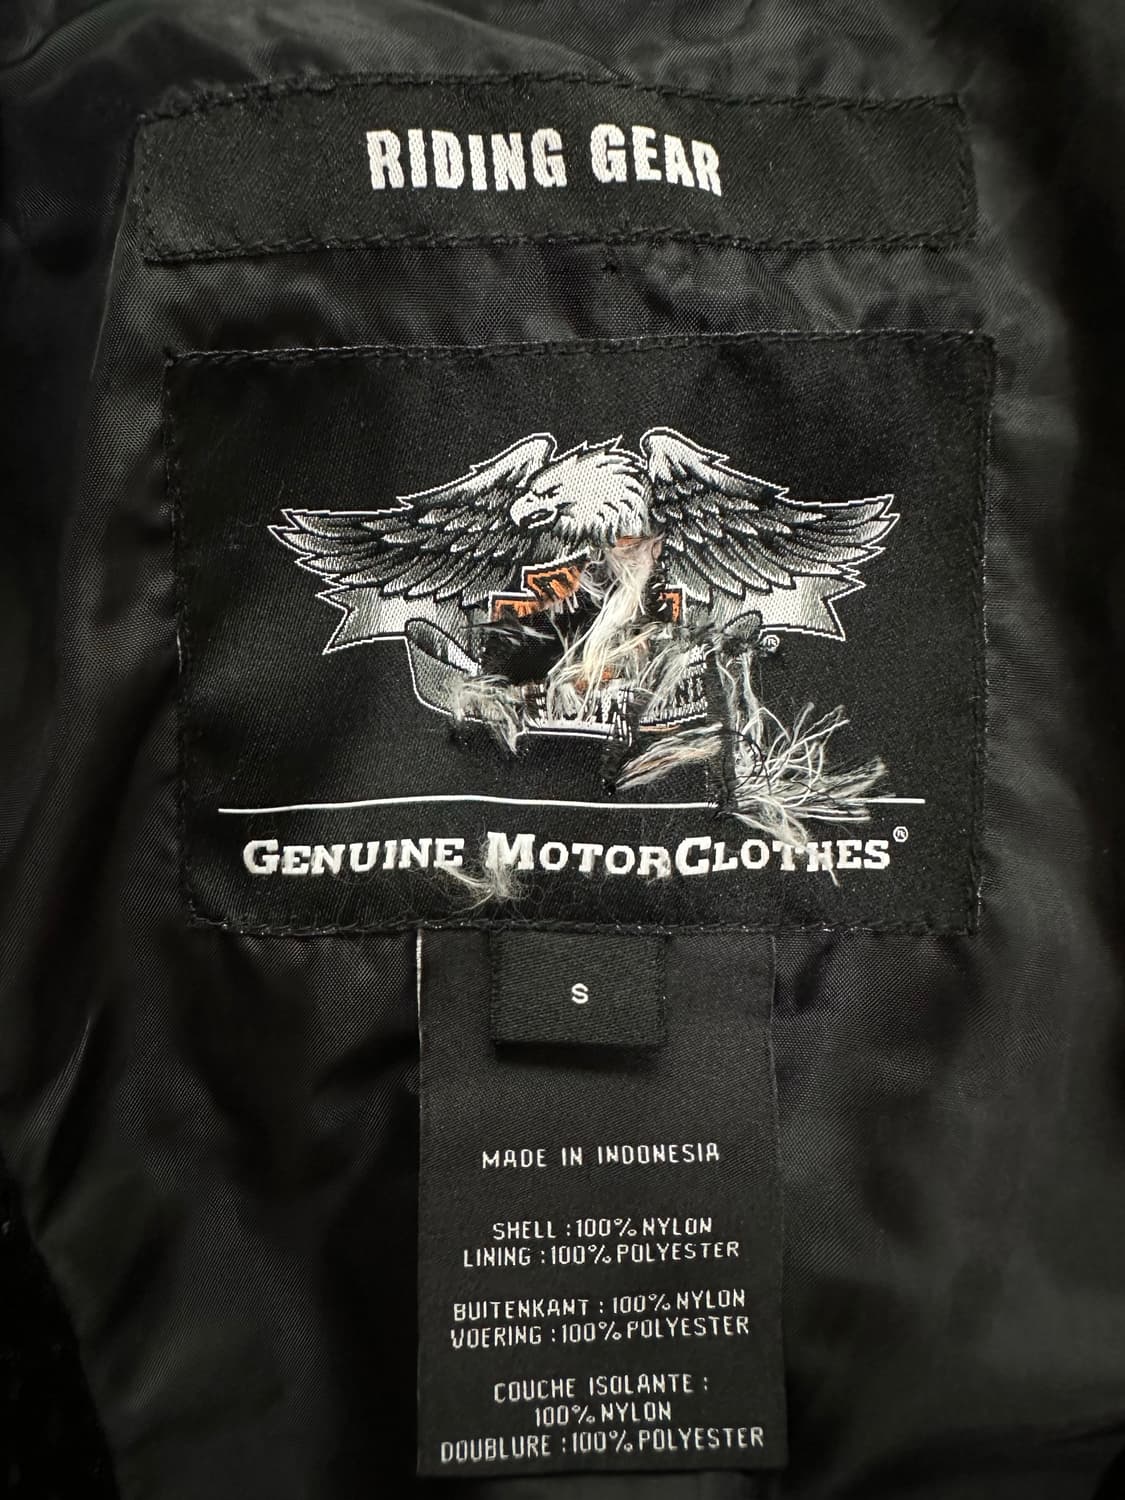 RIDING GEAR
®
GENUINE MOTORCLOTHES®
S
MADE IN INDONESIA
SHELL :100% NYLON
LINING :100% POLYESTER
BUITENKANT : 100% NYLON
VOERING :100% POLYESTER
COUCHE ISOLANTE :
100% NYLON
DOUBLURE :100% POLYESTER